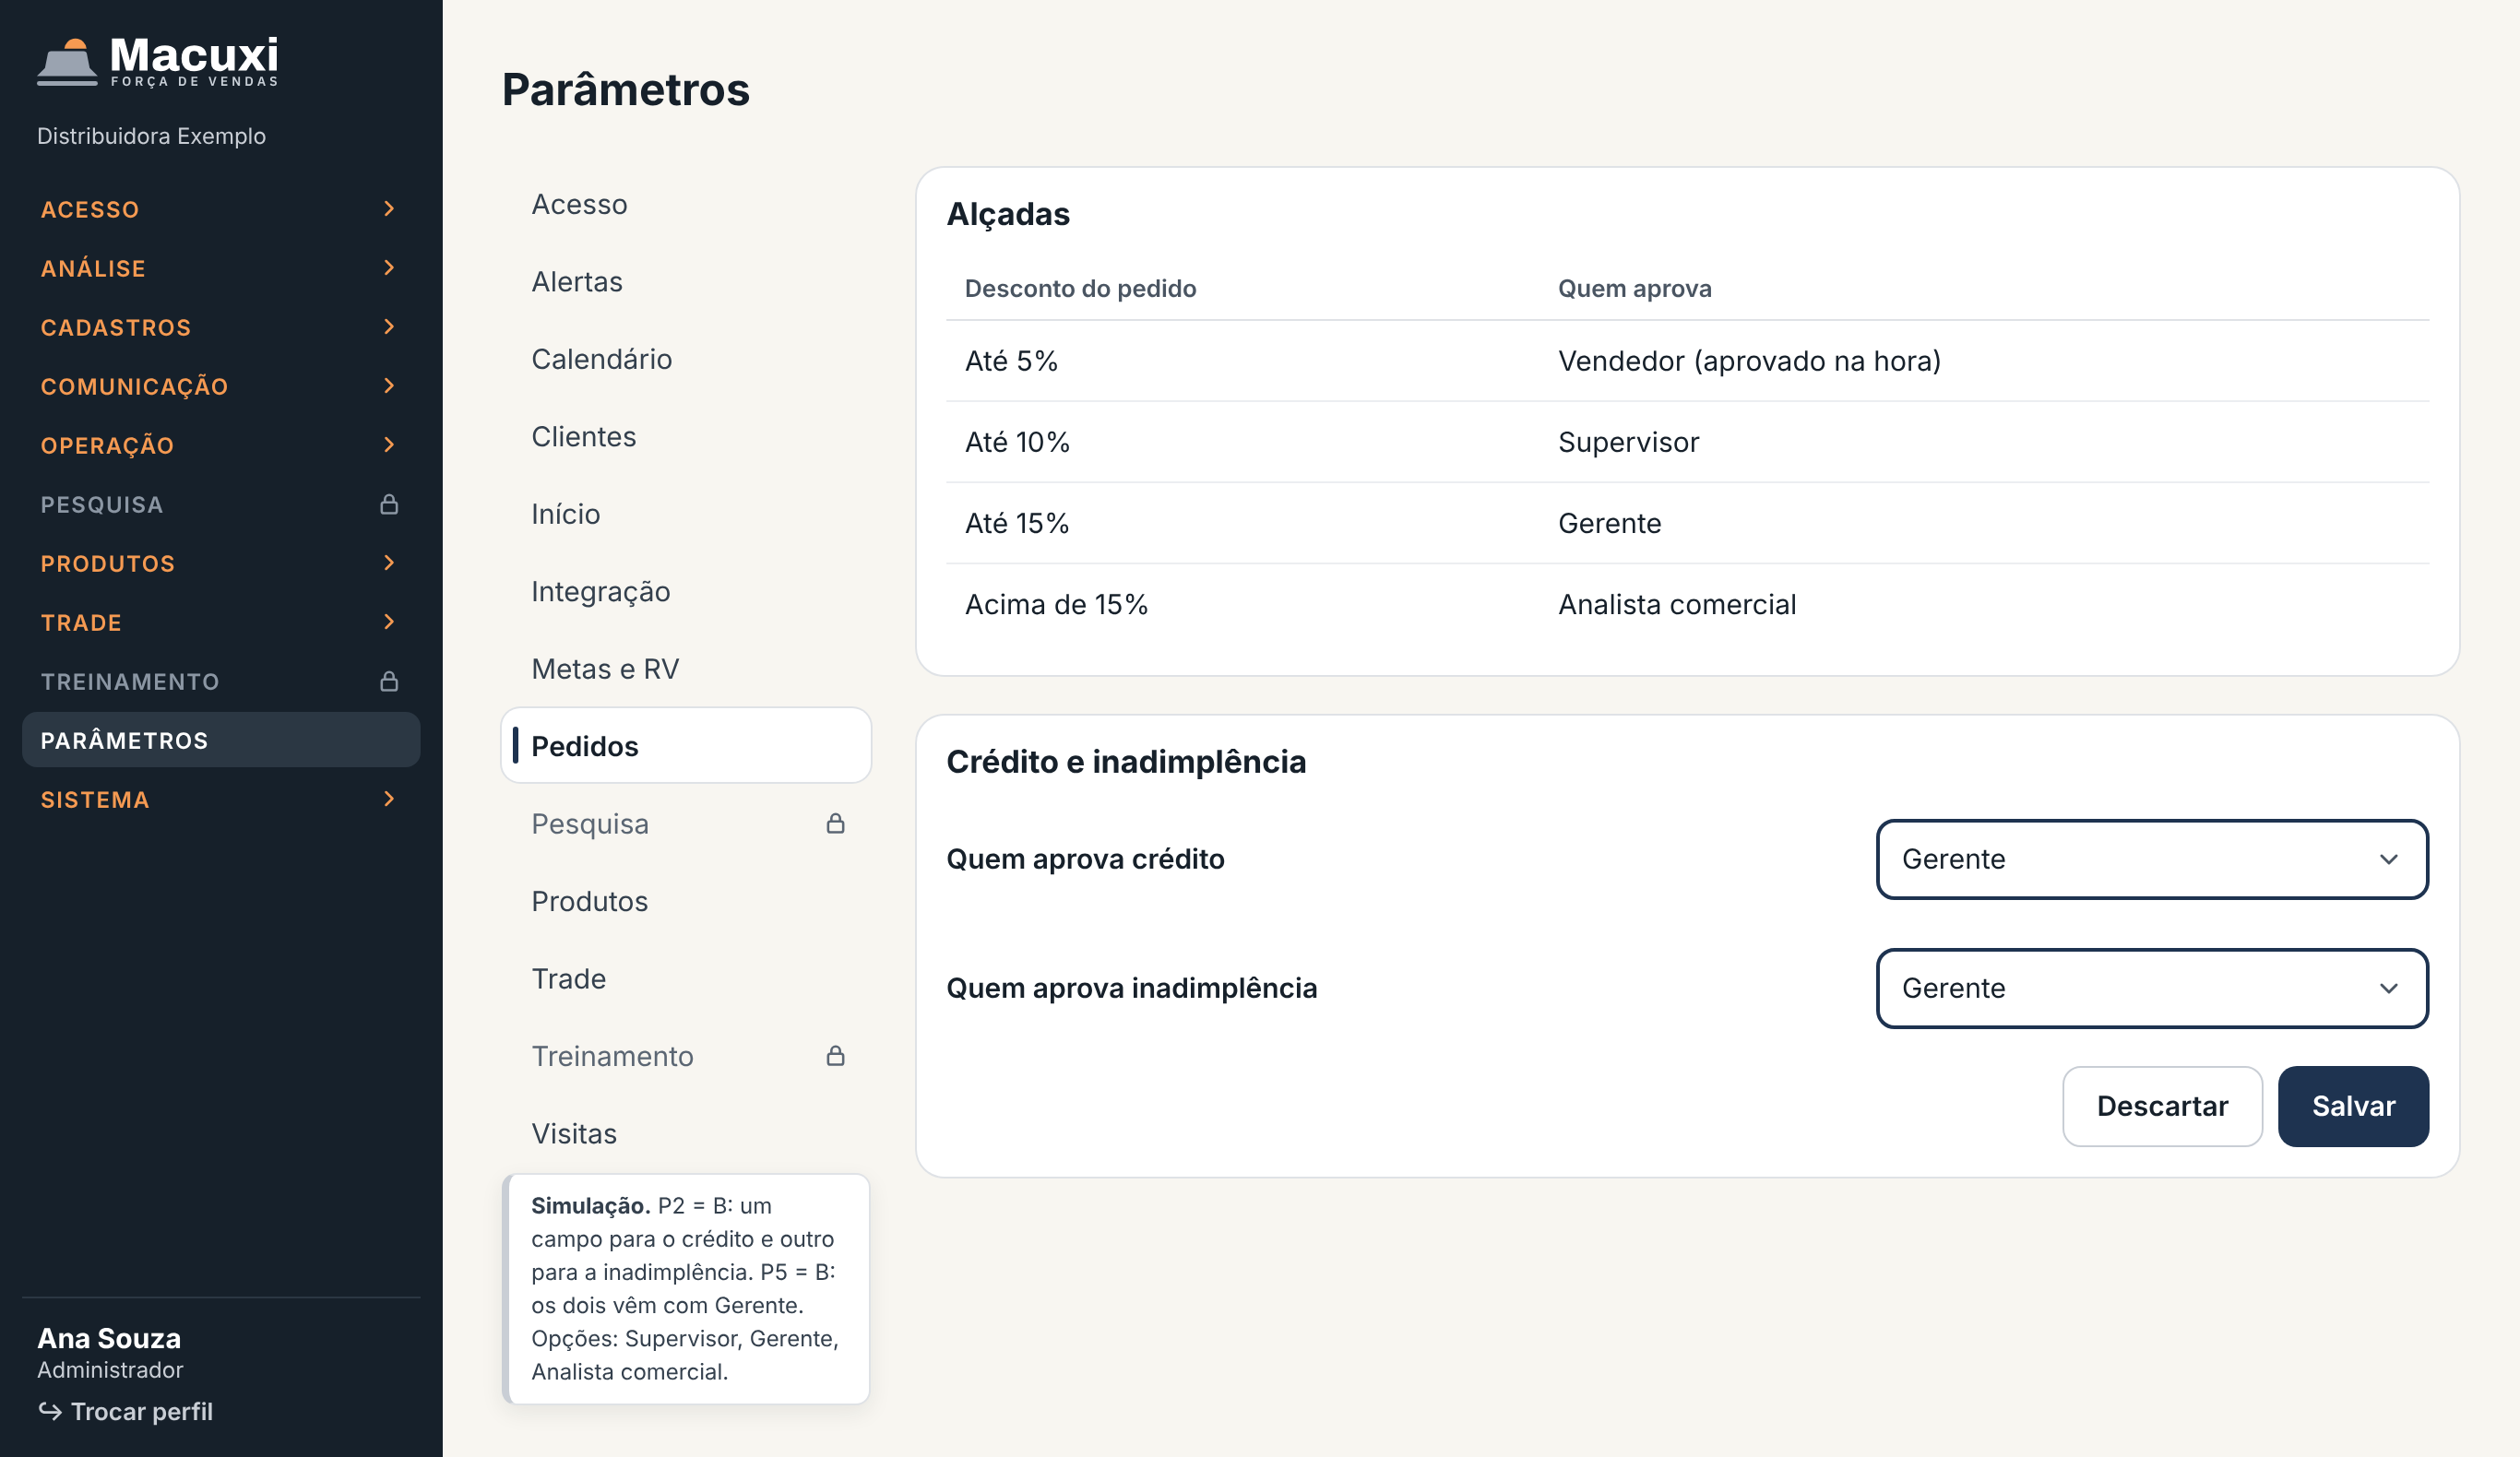 Macuxi
FORÇA DE VENDAS
Distribuidora Exemplo
ACESSO
ANÁLISE
CADASTROS
COMUNICAÇÃO
OPERAÇÃO
PESQUISA
PRODUTOS
TRADE
TREINAMENTO
PARÂMETROS
SISTEMA
Ana Souza
Administrador
Trocar perfil
Parâmetros
Acesso
Alertas
Calendário
Clientes
Início
Integração
Metas e RV
Pedidos
Pesquisa
Produtos
Trade
Treinamento
Visitas
Simulação. P2 = B: um
campo para o crédito e outro
para a inadimplência. P5 = B:
os dois vêm com Gerente.
Opções: Supervisor, Gerente,
Analista comercial.
Alçadas
Desconto do pedido Quem aprova
Até 5% Vendedor (aprovado na hora)
Até 10% Supervisor
Até 15% Gerente
Acima de 15% Analista comercial
Crédito e inadimplência
Quem aprova crédito Gerente
Quem aprova inadimplência Gerente
Descartar Salvar